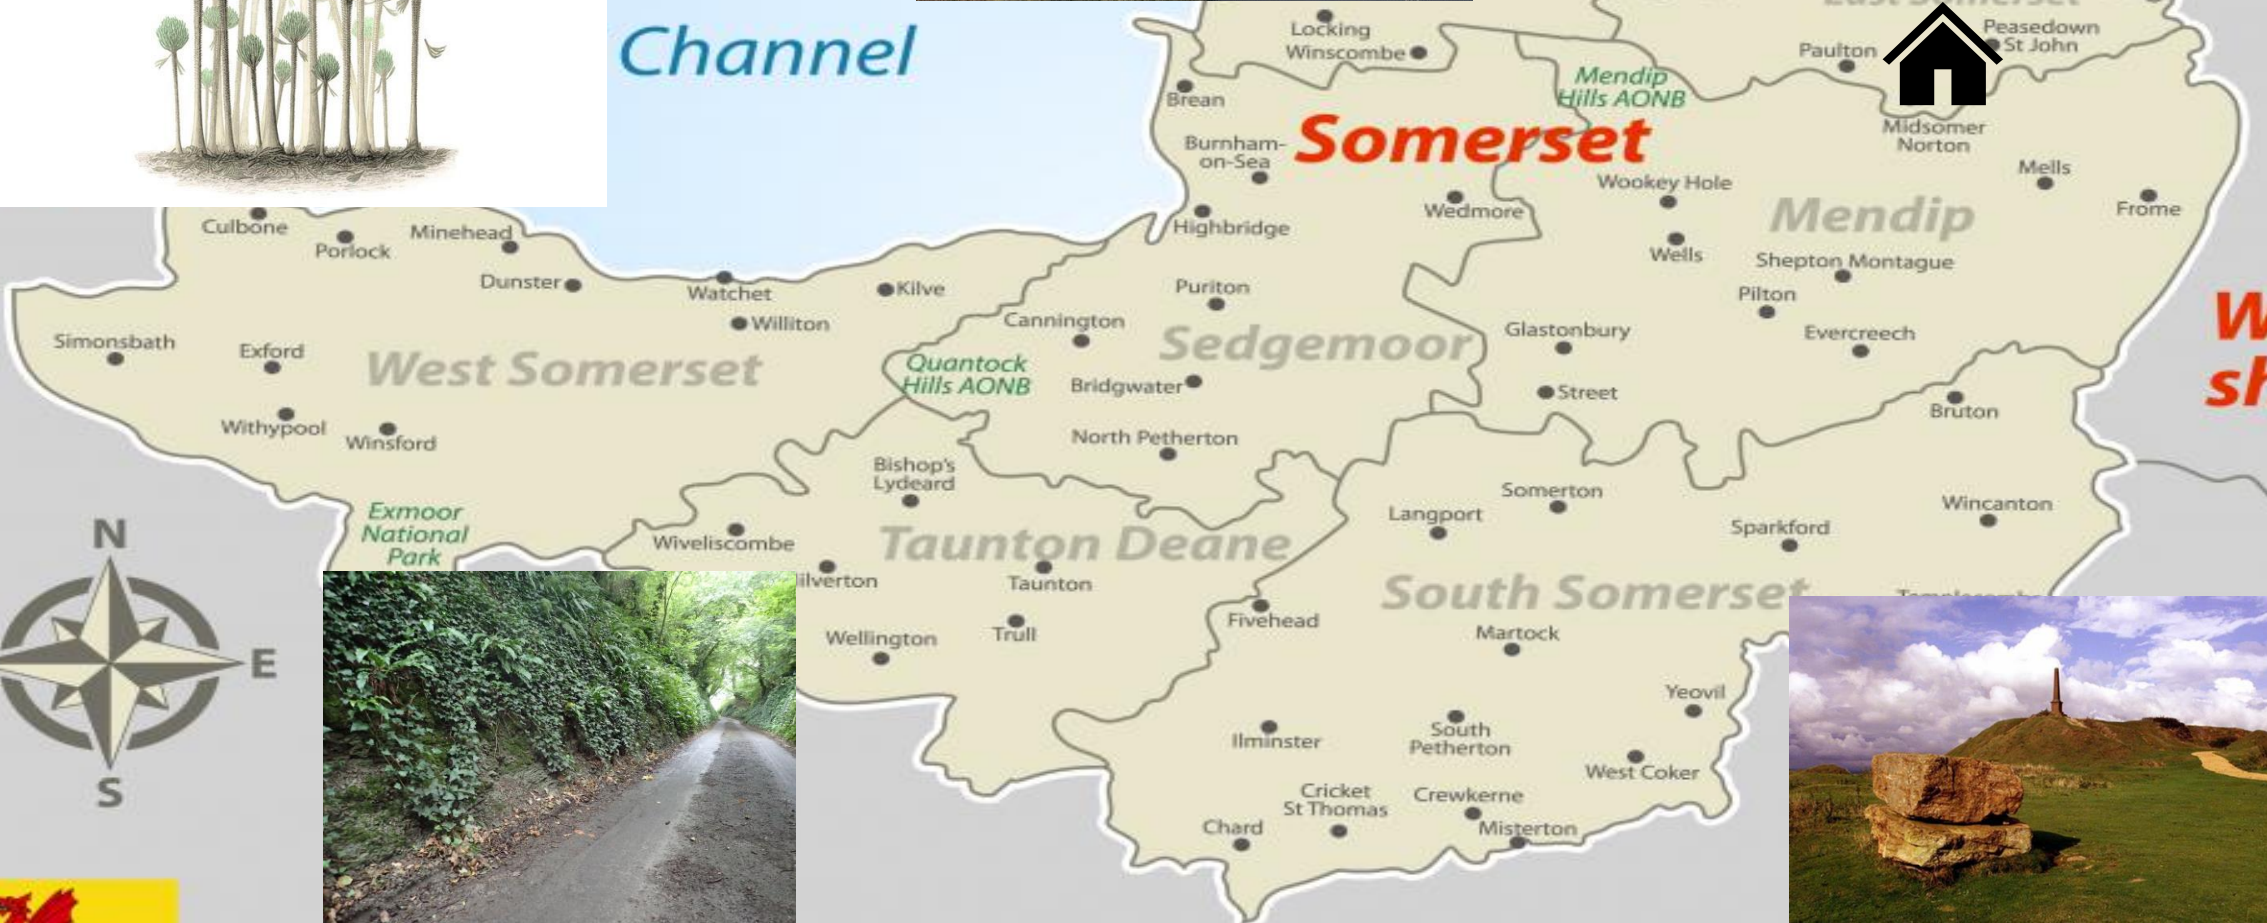 Channel
East Somerset
Locking
Winscombe
Peasedown
St John
Paulton
Mendip
Hills AONB
Brean
Somerset
Burnham-
on-Sea
Midsomer
Norton
Mells
Wookey Hole
Wedmore
Mendip
Frome
Highbridge
Wells
Shepton Montague
Culbone
Porlock
Minehead
Dunster
Watchet
Kilve
Williton
Puriton
Pilton
Cannington
Sedgemoor
Glastonbury
Evercreech
W
sh
Simonsbath
Exford
West Somerset
Quantock
Hills AONB
Bridgwater
Street
Bruton
Withypool
Winsford
North Petherton
Bishop's
Lydeard
Somerton
Langport
Wincanton
Sparkford
Exmoor
National
Park
Wiveliscombe
Taunton Deane
N
E
S
ilverton
Taunton
South Somerset
Fivehead
Trull
Wellington
Martock
Yeovil
Ilminster
South
Petherton
West Coker
Cricket
St Thomas
Crewkerne
Chard
Misterton